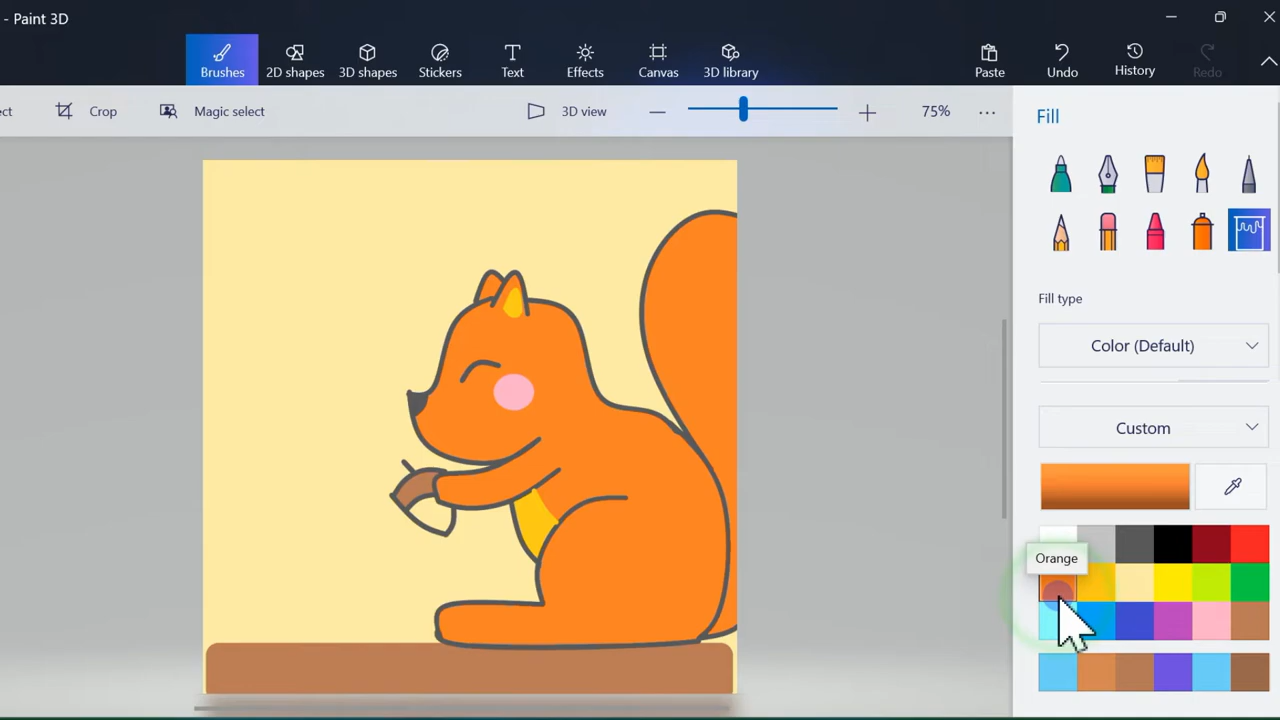 - Paint 3D
Brushes
2D shapes
3D shapes
Stickers
Text
Effects
Canvas
3D library
Paste
Undo
History
Redo
ect
Crop
Magic select
3D view
75%
Fill
Fill type
Color (Default)
Custom
Orange